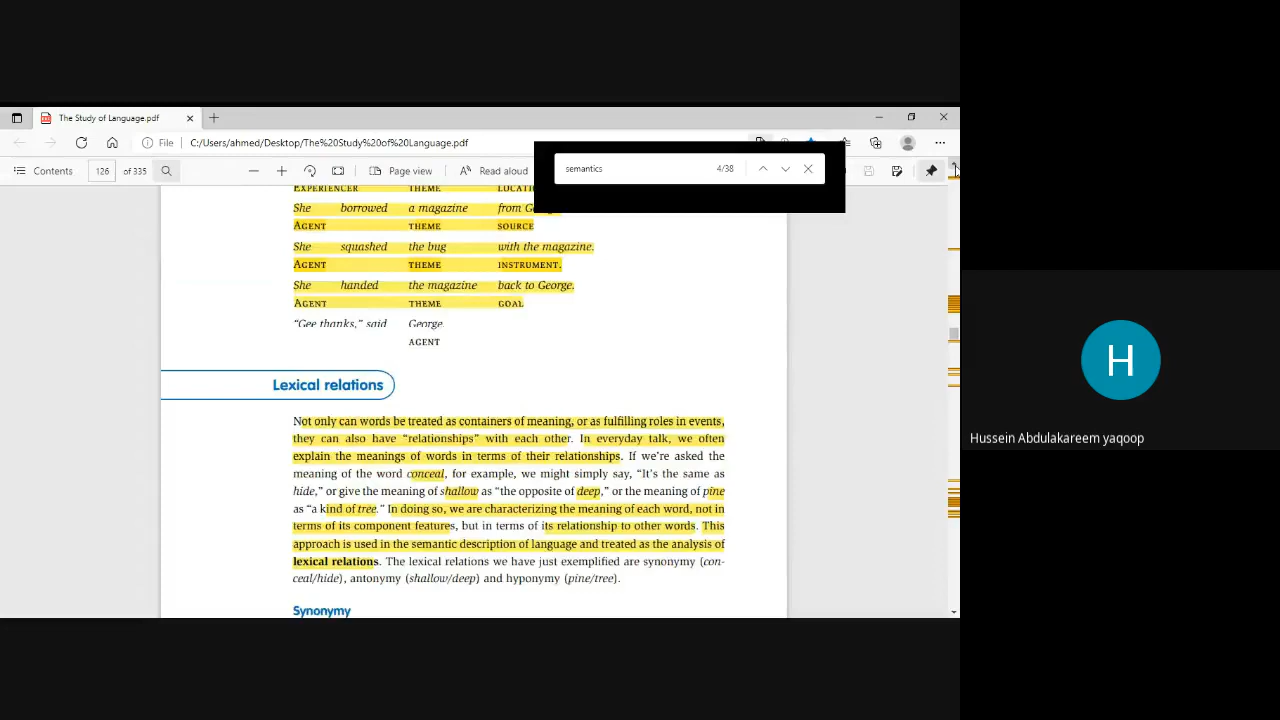 The Study of Language.pdf
File C:/Users/ahmed/Desktop/The%20Study%20of%20Language.pdf
Contents 126 of 335 Page view Read aloud
semantics 4/38
EXPERIENCER THEME
She borrowed a magazine from
AGENT THEME SOURCE
She squashed the bug with the magazine.
AGENT THEME INSTRUMENT.
She handed the magazine back to George.
AGENT THEME GOAL
"Gee thanks," said George.
AGENT
Lexical relations
Not only can words be treated as containers of meaning, or as fulfilling roles in events,
they can also have "relationships" with each other. In everyday talk, we often
explain the meanings of words in terms of their relationships. If we're asked the
meaning of the word conceal, for example, we might simply say, "It's the same as
hide," or give the meaning of shallow as "the opposite of deep," or the meaning of pine
as "a kind of tree." In doing so, we are characterizing the meaning of each word, not in
terms of its component features, but in terms of its relationship to other words. This
approach is used in the semantic description of language and treated as the analysis of
lexical relations. The lexical relations we have just exemplified are synonymy (con-
ceal/hide), antonymy (shallow/deep) and hyponymy (pine/tree).
Synonymy
H
Hussein Abdulakareem yaqoop